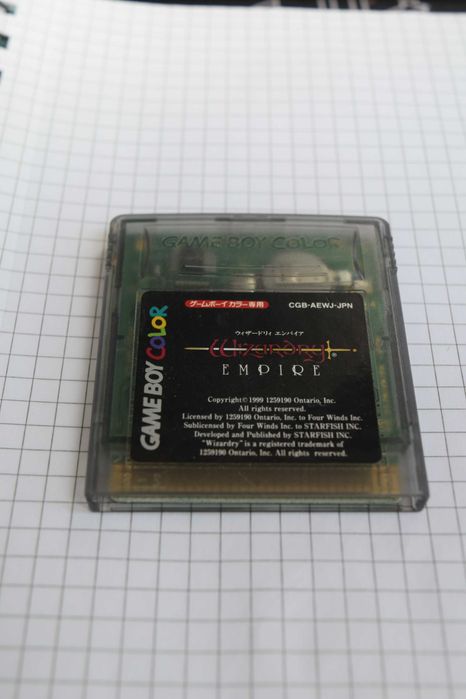 GAME BOY COLOR
ゲームボーイカラー専用 CGB-AEWJ-JPN
GAME BOY COLOR
ウィザードリィ エンパイア
Wizardry®
EMPIRE
Copyright© 1999 1259190 Ontario, Inc.
All rights reserved.
Licensed by 1259190 Ontario, Inc. to Four Winds Inc.
Sublicensed by Four Winds Inc. to STARFISH INC.
Developed and Published by STARFISH INC.
"Wizardry" is a registered trademark of
1259190 Ontario, Inc. All rights reserved.